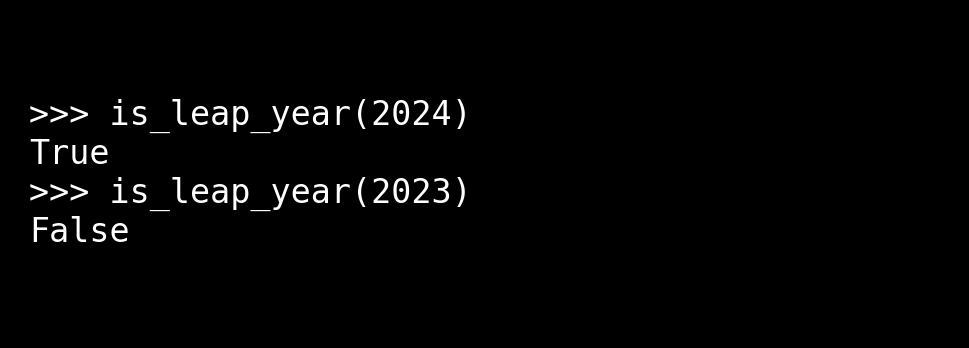 >>> is_leap_year(2024)
True
>>> is_leap_year(2023)
False